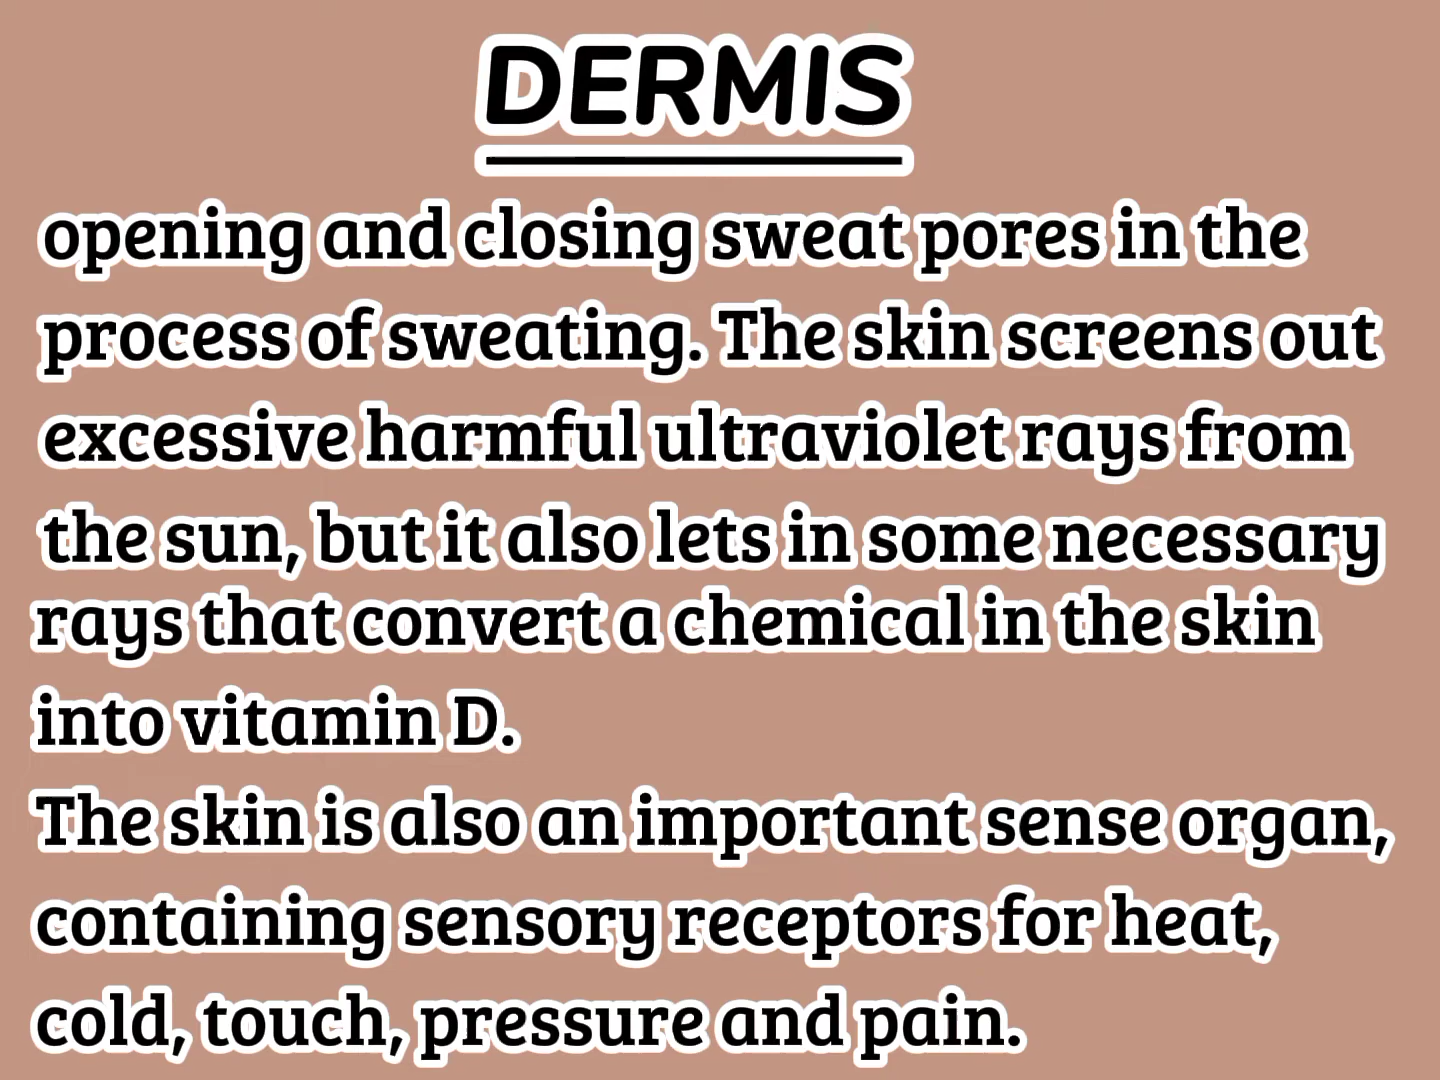 DERMIS
opening and closing sweat pores in the
process of sweating. The skin screens out
excessive harmful ultraviolet rays from
the sun, but it also lets in some necessary
rays that convert a chemical in the skin
into vitamin D.
The skin is also an important sense organ,
containing sensory receptors for heat,
cold, touch, pressure and pain.